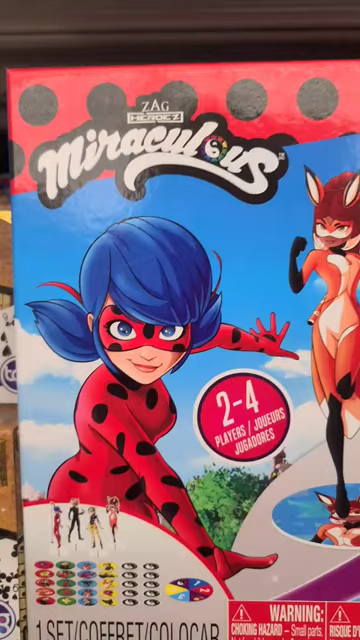 ZAG
HEROEZ
Miraculous
2-4
PLAYERS / JOUEURS
JUGADORES
1 SET/COFFRET/COLOCAR
WARNING:
CHOKING HAZARD – Small parts.
RISQUE D'